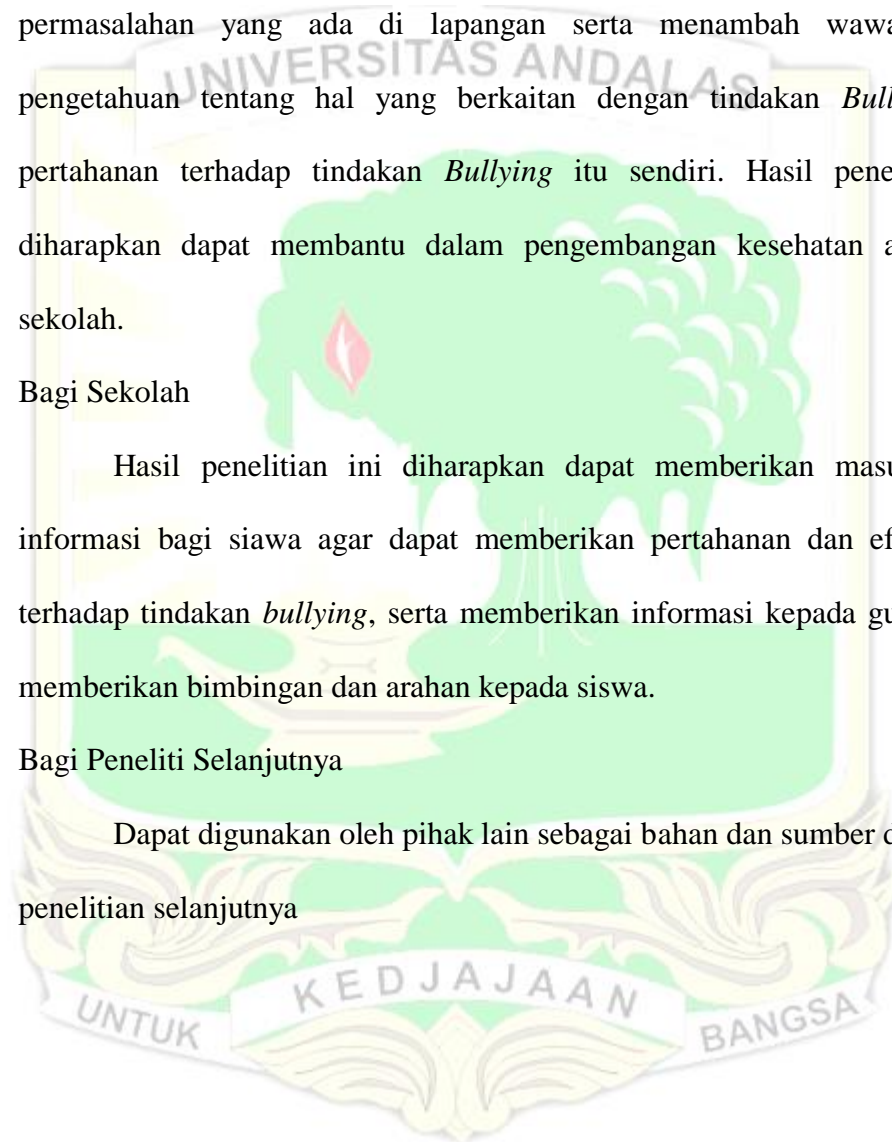 permasalahan yang ada di lapangan serta menambah
UNIVERSITAS ANDALAS
pengetahuan tentang hal yang berkaitan dengan tindakan
pertahanan terhadap tindakan Bullying itu sendiri. Hasil
diharapkan dapat membantu dalam pengembangan kesehatan
sekolah.
Bagi Sekolah
Hasil penelitian ini diharapkan dapat memberikan
informasi bagi siawa agar dapat memberikan pertahanan dan
terhadap tindakan bullying, serta memberikan informasi kepada
memberikan bimbingan dan arahan kepada siswa.
Bagi Peneliti Selanjutnya
Dapat digunakan oleh pihak lain sebagai bahan dan sumber
penelitian selanjutnya
UNTUK KEDJAJAAN BANGSA